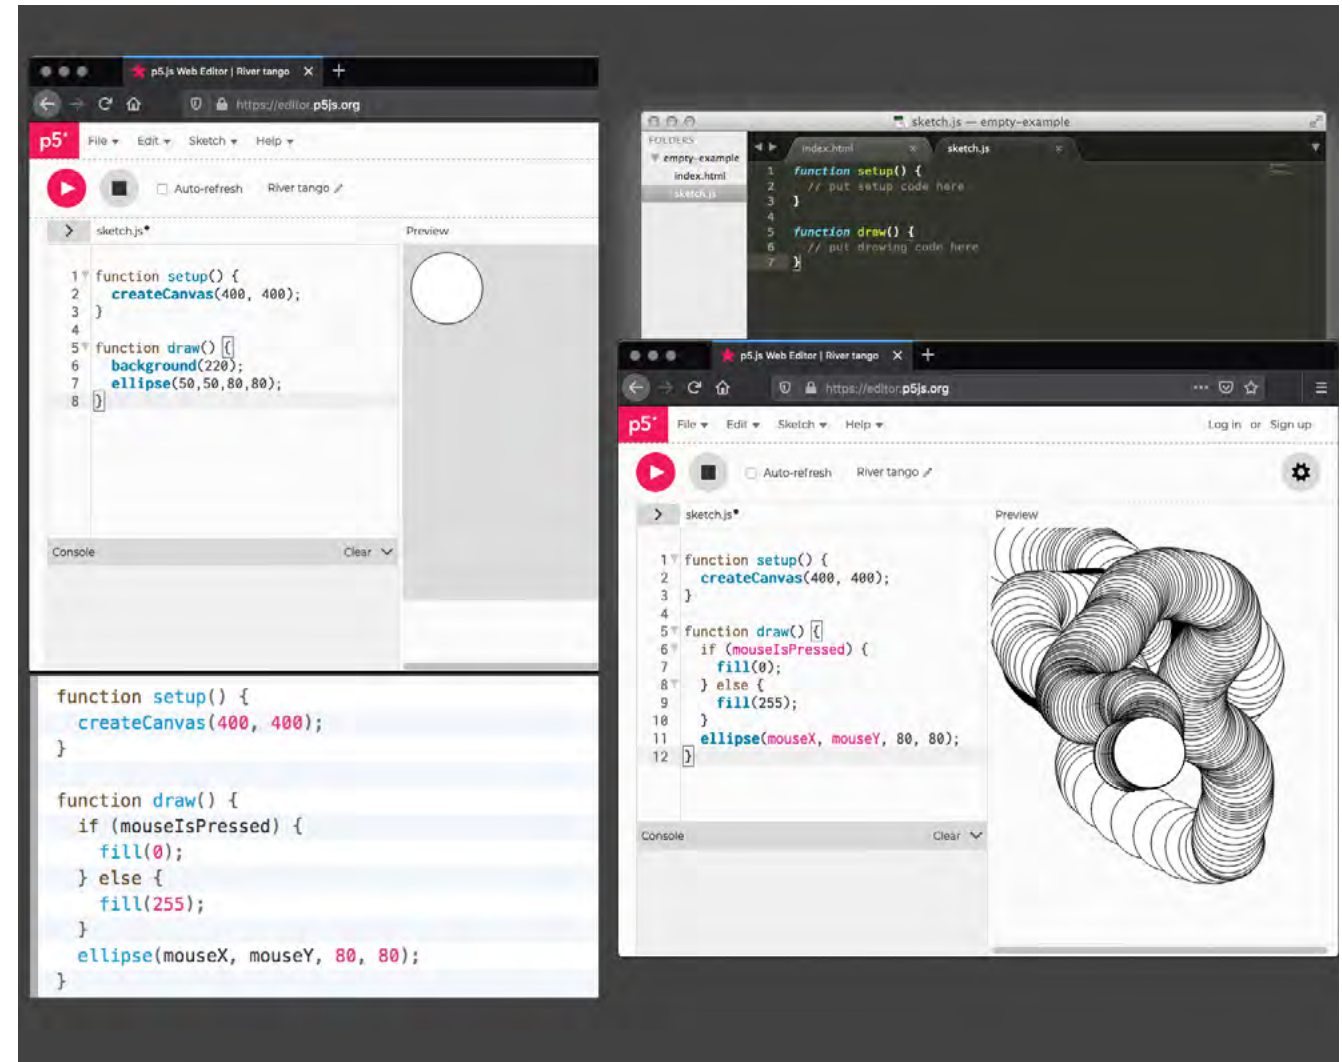 p5.js Web Editor | River tango X +
https://editor.p5js.org
p5* File Edit Sketch Help
Auto-refresh River tango
> sketch.js•
Preview
1 function setup() {
2 createCanvas(400, 400);
3 }
4
5 function draw() {
6 background(220);
7 ellipse(50,50,80,80);
8 }
Console Clear
function setup() {
createCanvas(400, 400);
}
function draw() {
if (mouseIsPressed) {
fill(0);
} else {
fill(255);
}
ellipse(mouseX, mouseY, 80, 80);
}
sketch.js — empty-example
FOLDERS
empty-example
index.html
sketch.js
index.html × sketch.js ×
1 function setup() {
2 // put setup code here
3 }
4
5 function draw() {
6 // put drawing code here
7 }
p5.js Web Editor | River tango X +
https://editor.p5js.org
p5* File Edit Sketch Help Log in or Sign up
Auto-refresh River tango
> sketch.js•
Preview
1 function setup() {
2 createCanvas(400, 400);
3 }
4
5 function draw() {
6 if (mouseIsPressed) {
7 fill(0);
8 } else {
9 fill(255);
10 }
11 ellipse(mouseX, mouseY, 80, 80);
12 }
Console Clear